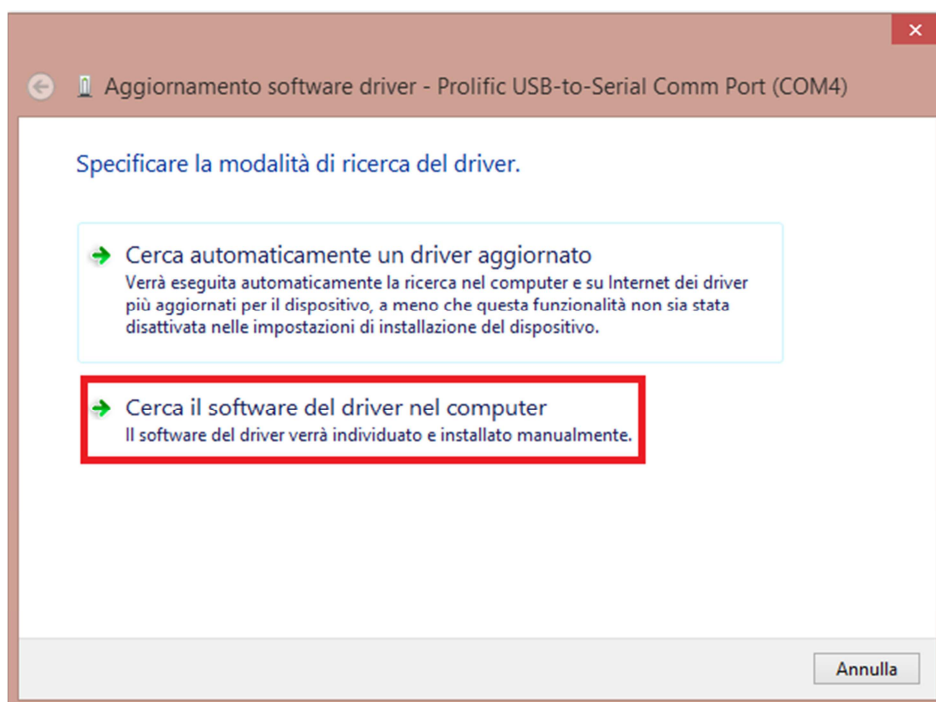 Aggiornamento software driver - Prolific USB-to-Serial Comm Port (COM4)
Specificare la modalità di ricerca del driver.
Cerca automaticamente un driver aggiornato
Verrà eseguita automaticamente la ricerca nel computer e su Internet dei driver
più aggiornati per il dispositivo, a meno che questa funzionalità non sia stata
disattivata nelle impostazioni di installazione del dispositivo.
Cerca il software del driver nel computer
Il software del driver verrà individuato e installato manualmente.
Annulla